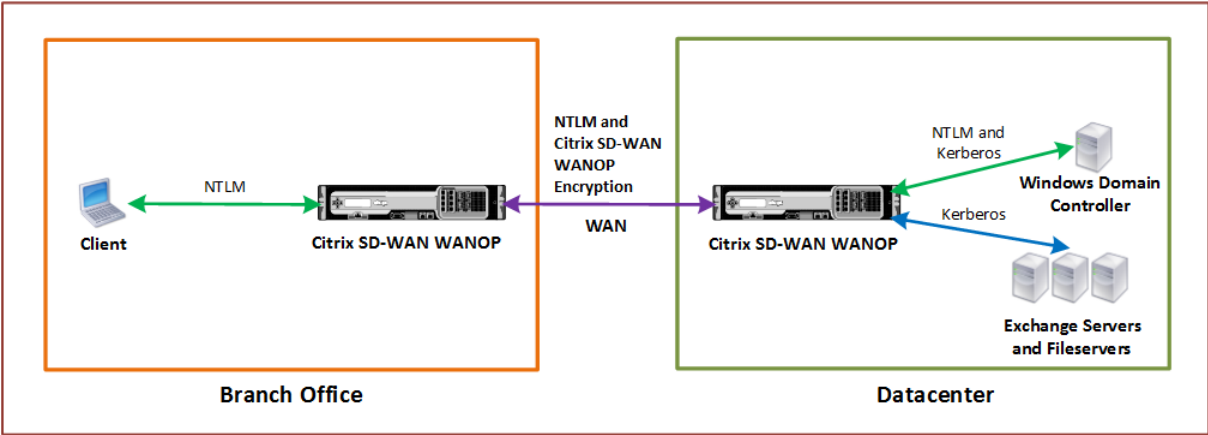 NTLM and
Citrix SD-WAN
WANOP
Encryption
NTLM and
Kerberos
NTLM
Windows Domain
Controller
Kerberos
WAN
Client
Citrix SD-WAN WANOP
Citrix SD-WAN WANOP
Exchange Servers
and Fileservers
Branch Office
Datacenter